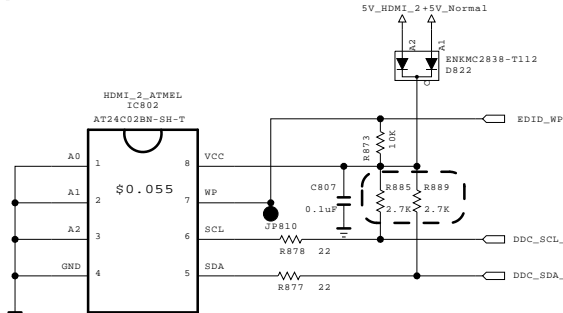 5V_HDMI_2
+5V_Normal
A2
A1
ENKMC2838-T112
D822
C
HDMI_2_ATMEL
IC802
AT24C02BN-SH-T
EDID_WP
R873
10K
A0
1
8
VCC
$0.055
C807
0.1uF
R885
2.7K
R889
2.7K
A1
2
7
WP
JP810
A2
3
6
SCL
R878
22
DDC_SCL_
GND
4
5
SDA
R877
22
DDC_SDA_